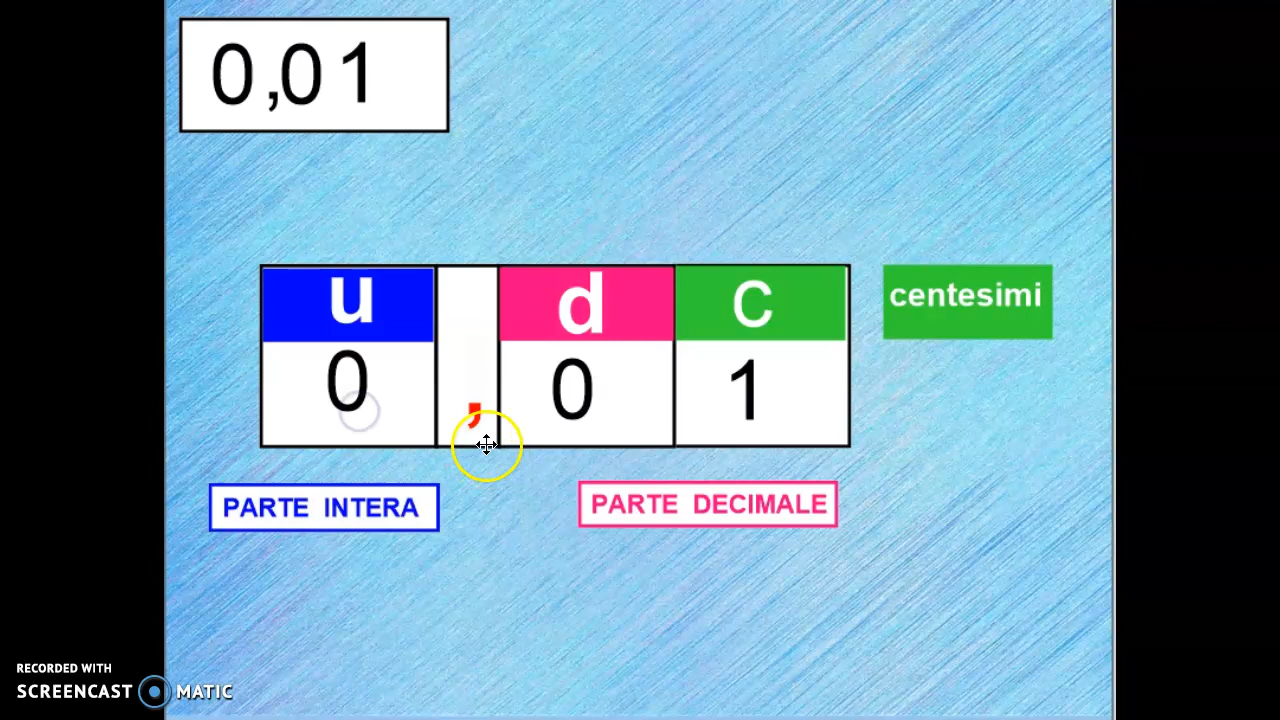 0,01
u d c
centesimi
0 , 0 1
PARTE INTERA
PARTE DECIMALE
RECORDED WITH
SCREENCAST MATIC